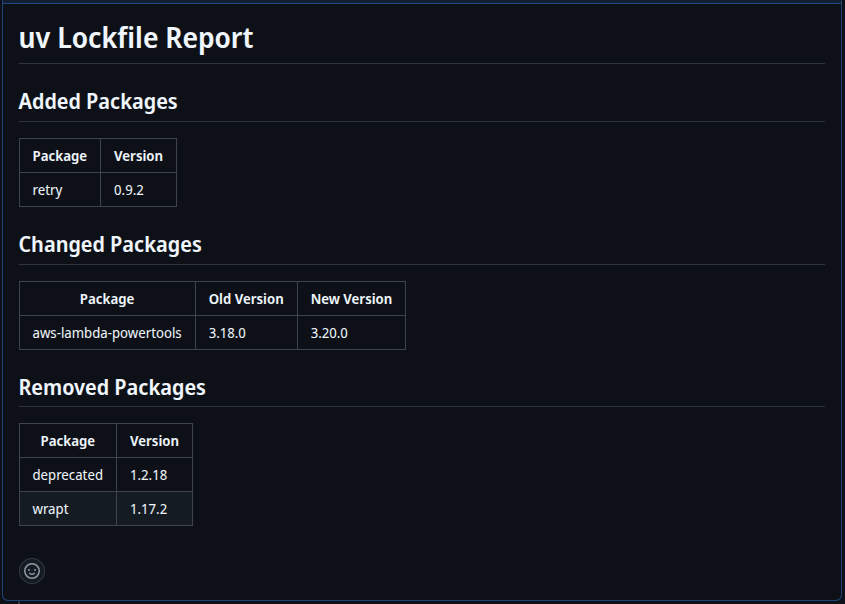 uv Lockfile Report
Added Packages
Package Version
retry 0.9.2
Changed Packages
Package Old Version New Version
aws-lambda-powertools 3.18.0 3.20.0
Removed Packages
Package Version
deprecated 1.2.18
wrapt 1.17.2